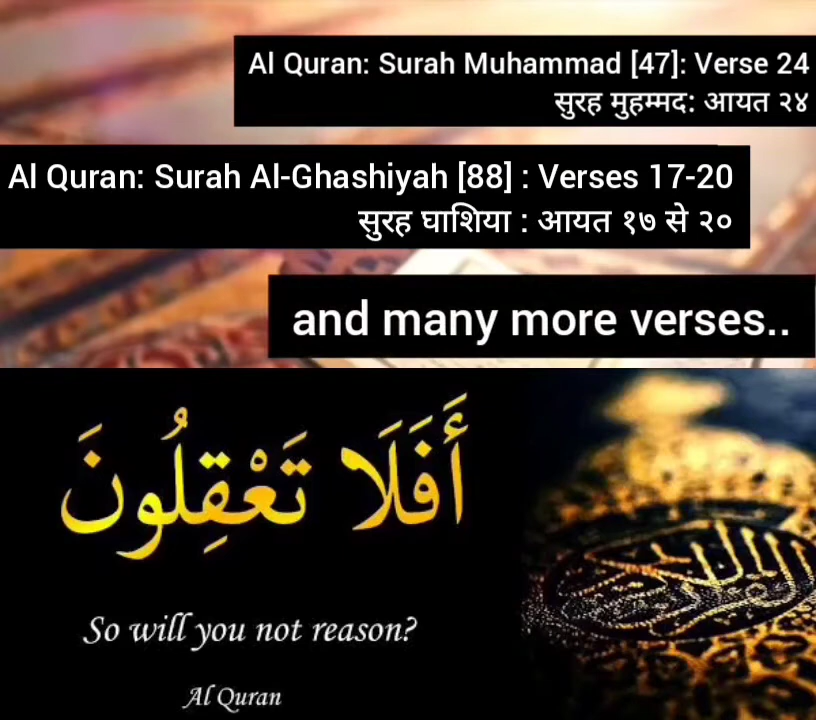 Al Quran: Surah Muhammad [47]: Verse 24
सुरह मुहम्मद: आयत २४
Al Quran: Surah Al-Ghashiyah [88] : Verses 17-20
सुरह घाशिया : आयत १७ से २०
and many more verses..
أَفَلَا تَعْقِلُونَ
So will you not reason?
Al Quran